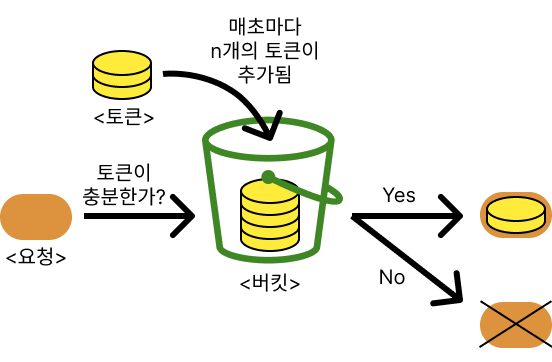 매초마다
n개의 토큰이
추가됨
<토큰>
토큰이
충분한가?
<요청>
<버킷>
Yes
No